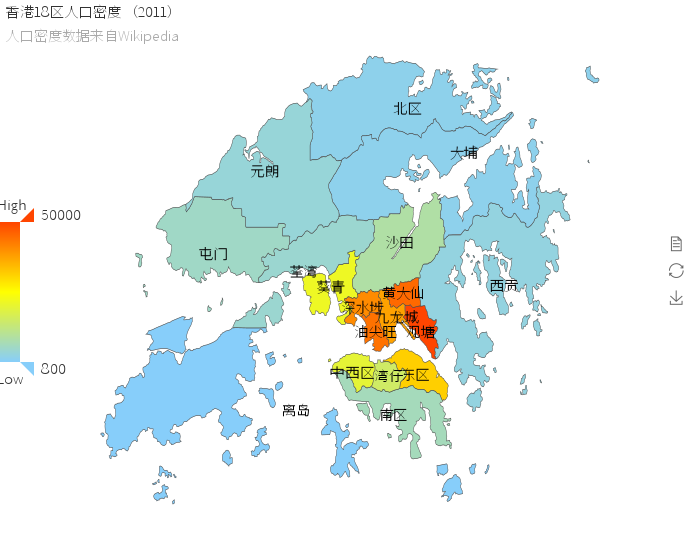 香港18区人口密度 （2011）
人口密度数据来自Wikipedia
北区
大埔
元朗
High
50000
沙田
屯门
荃湾
葵青
西贡
黄大仙
深水埗
九龙城
油尖旺
观塘
800
Low
中西区
湾仔
东区
离岛
南区